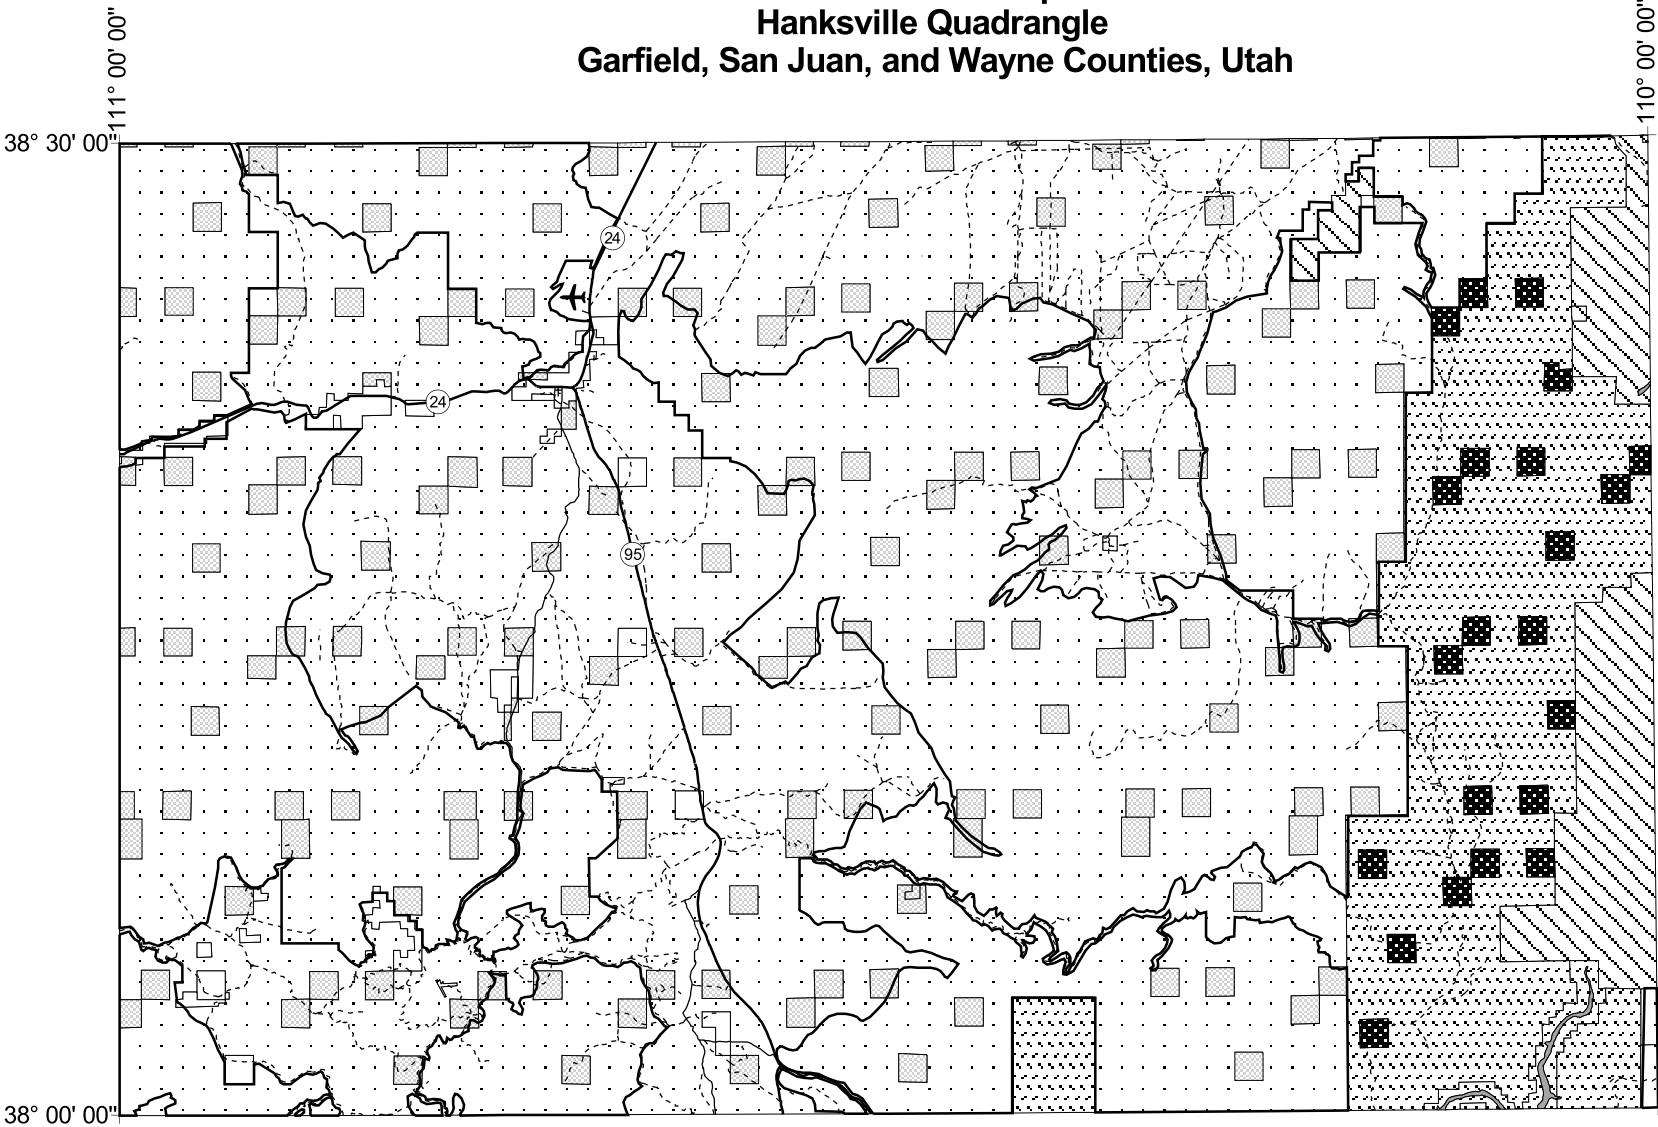 Hanksville Quadrangle
Garfield, San Juan, and Wayne Counties, Utah
111° 00' 00"
110° 00' 00"
38° 30' 00"
24
24
95
38° 00' 00"